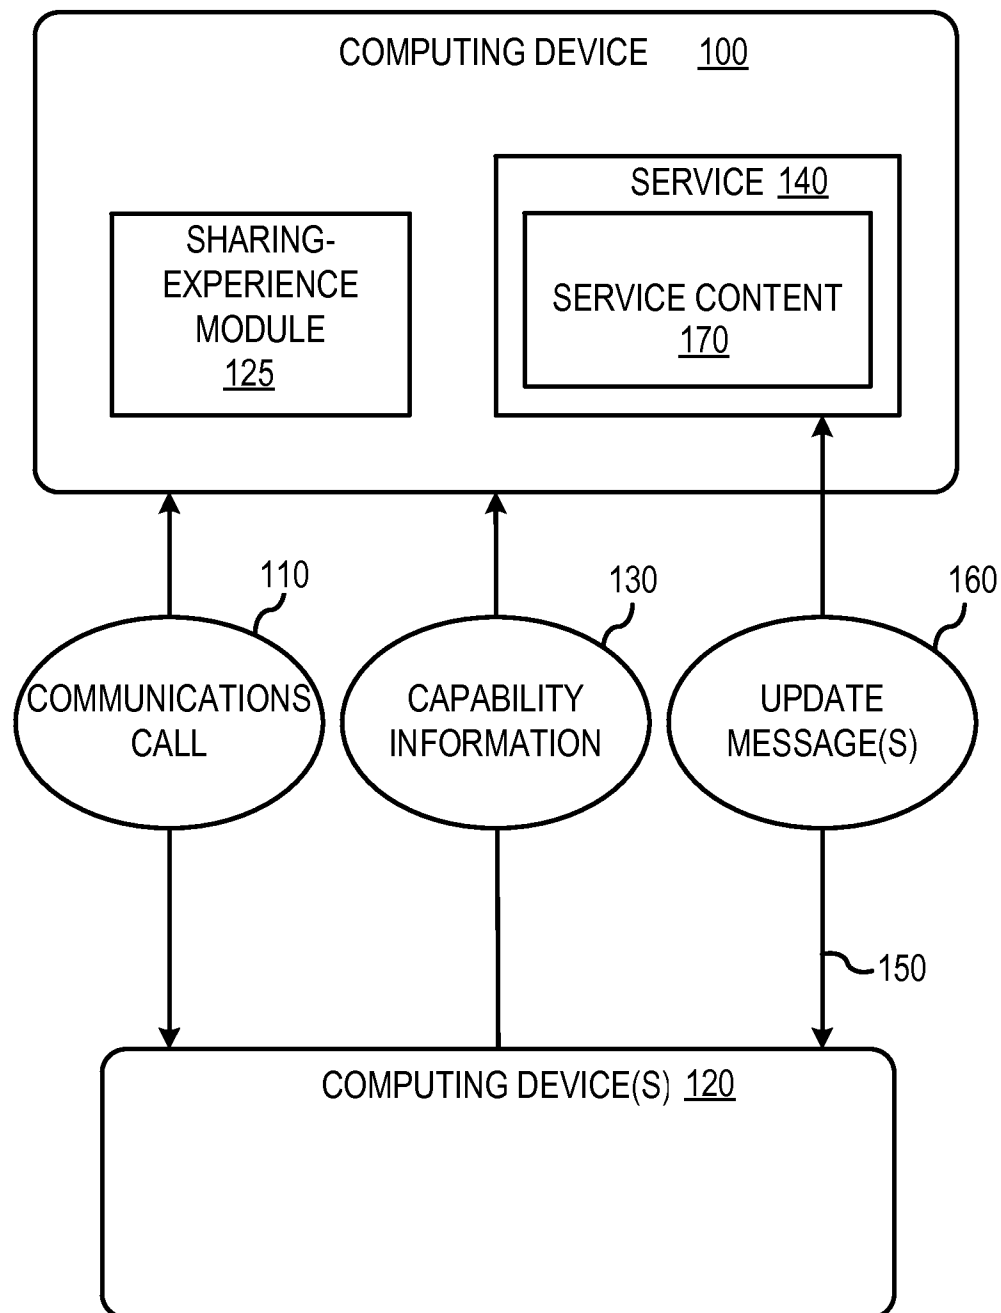 COMPUTING DEVICE 100
SERVICE 140
SHARING-
EXPERIENCE
MODULE
125
SERVICE CONTENT
170
110
130
160
COMMUNICATIONS
CALL
CAPABILITY
INFORMATION
UPDATE
MESSAGE(S)
150
COMPUTING DEVICE(S) 120